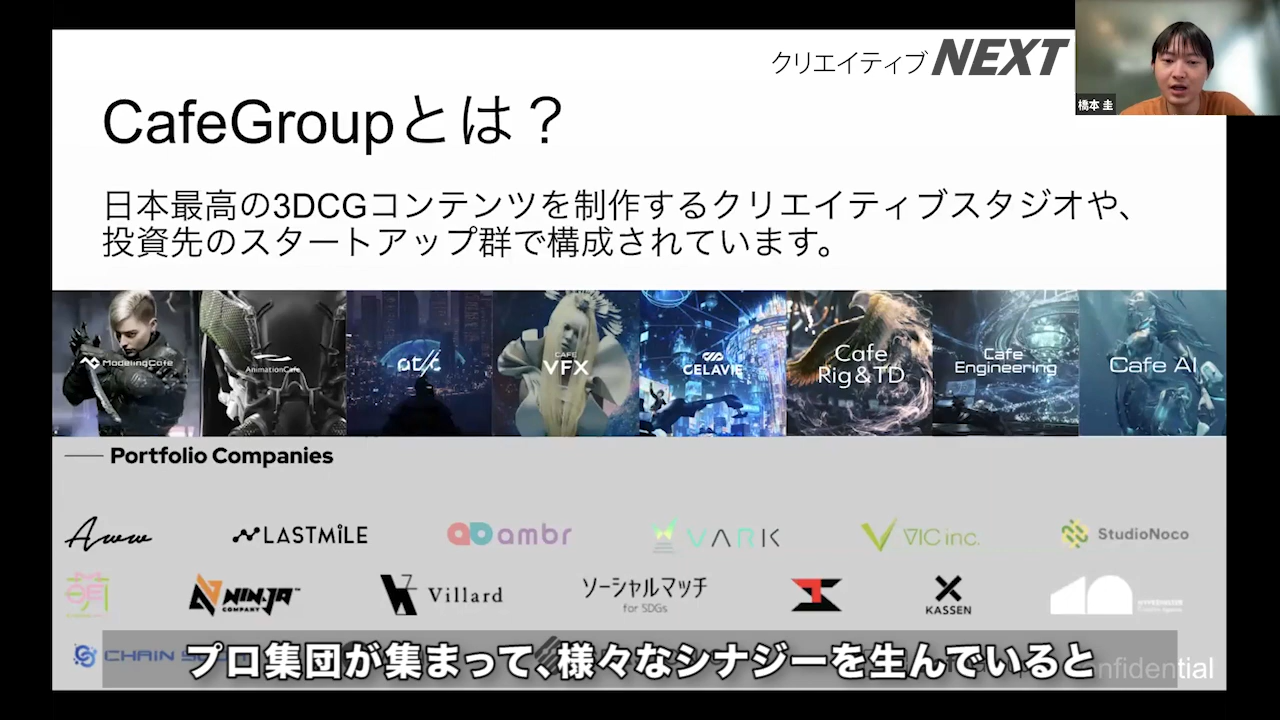 クリエイティブNEXT
橋本 圭
CafeGroupとは？
日本最高の3DCGコンテンツを制作するクリエイティブスタジオや、
投資先のスタートアップ群で構成されています。
ModelingCafe
AnimationCafe
CAFE
VFX
CELAVIE
Cafe
Rig&TD
Cafe
Engineering
Cafe AI
Portfolio Companies
Aww
LASTMILE
ambr
VARK
VIC inc.
StudioNoco
NINJA
COMPANY
Villard
ソーシャルマッチ
for SDGs
KASSEN
CHAIN
プロ集団が集まって、様々なシナジーを生んでいると